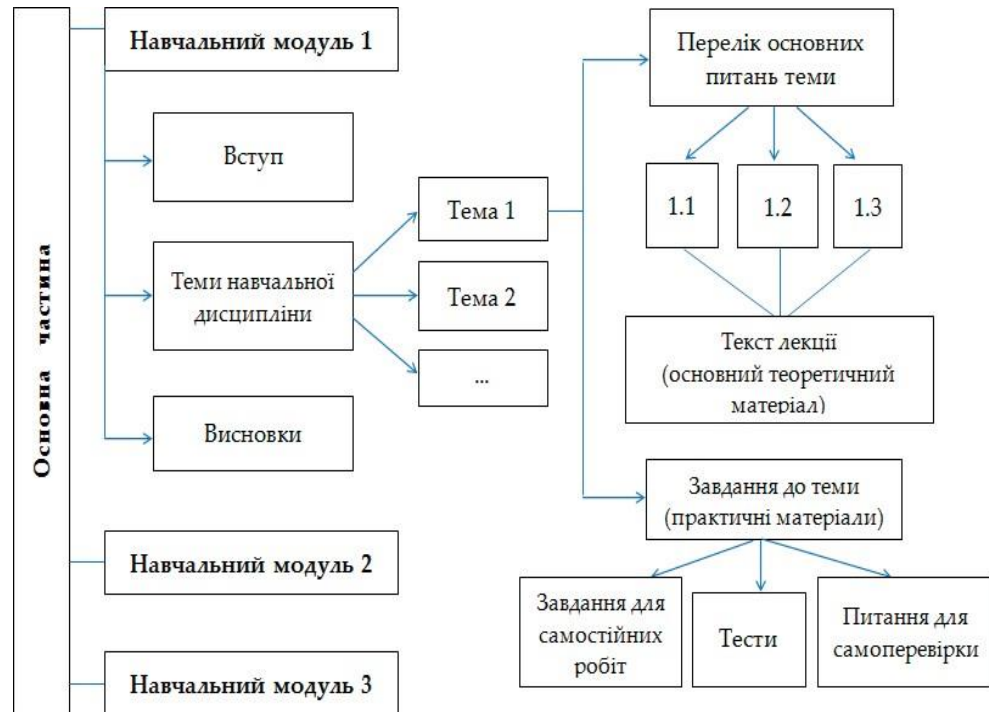 Основна частина
Навчальний модуль 1
Вступ
Теми навчальної
дисципліни
Висновки
Навчальний модуль 2
Навчальний модуль 3
Тема 1
Тема 2
...
Перелік основних
питань теми
1.1
1.2
1.3
Текст лекції
(основний теоретичний
матеріал)
Завдання до теми
(практичні матеріали)
Завдання для
самостійних
робіт
Тести
Питання для
самоперевірки